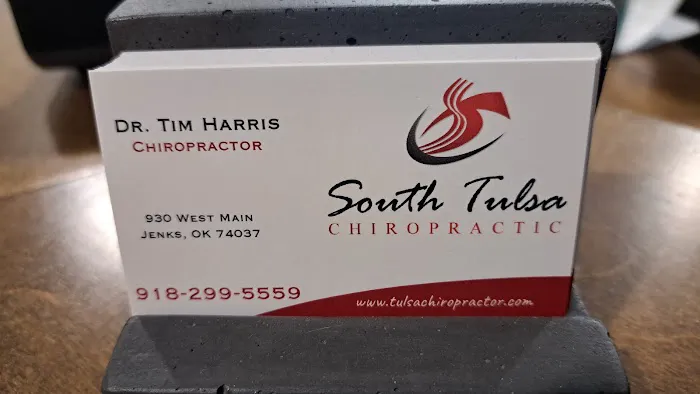 Dr. Tim Harris
Chiropractor
930 West Main
Jenks, OK 74037
918-299-5559
South Tulsa
CHIROPRACTIC
www.tulsachiropractor.com